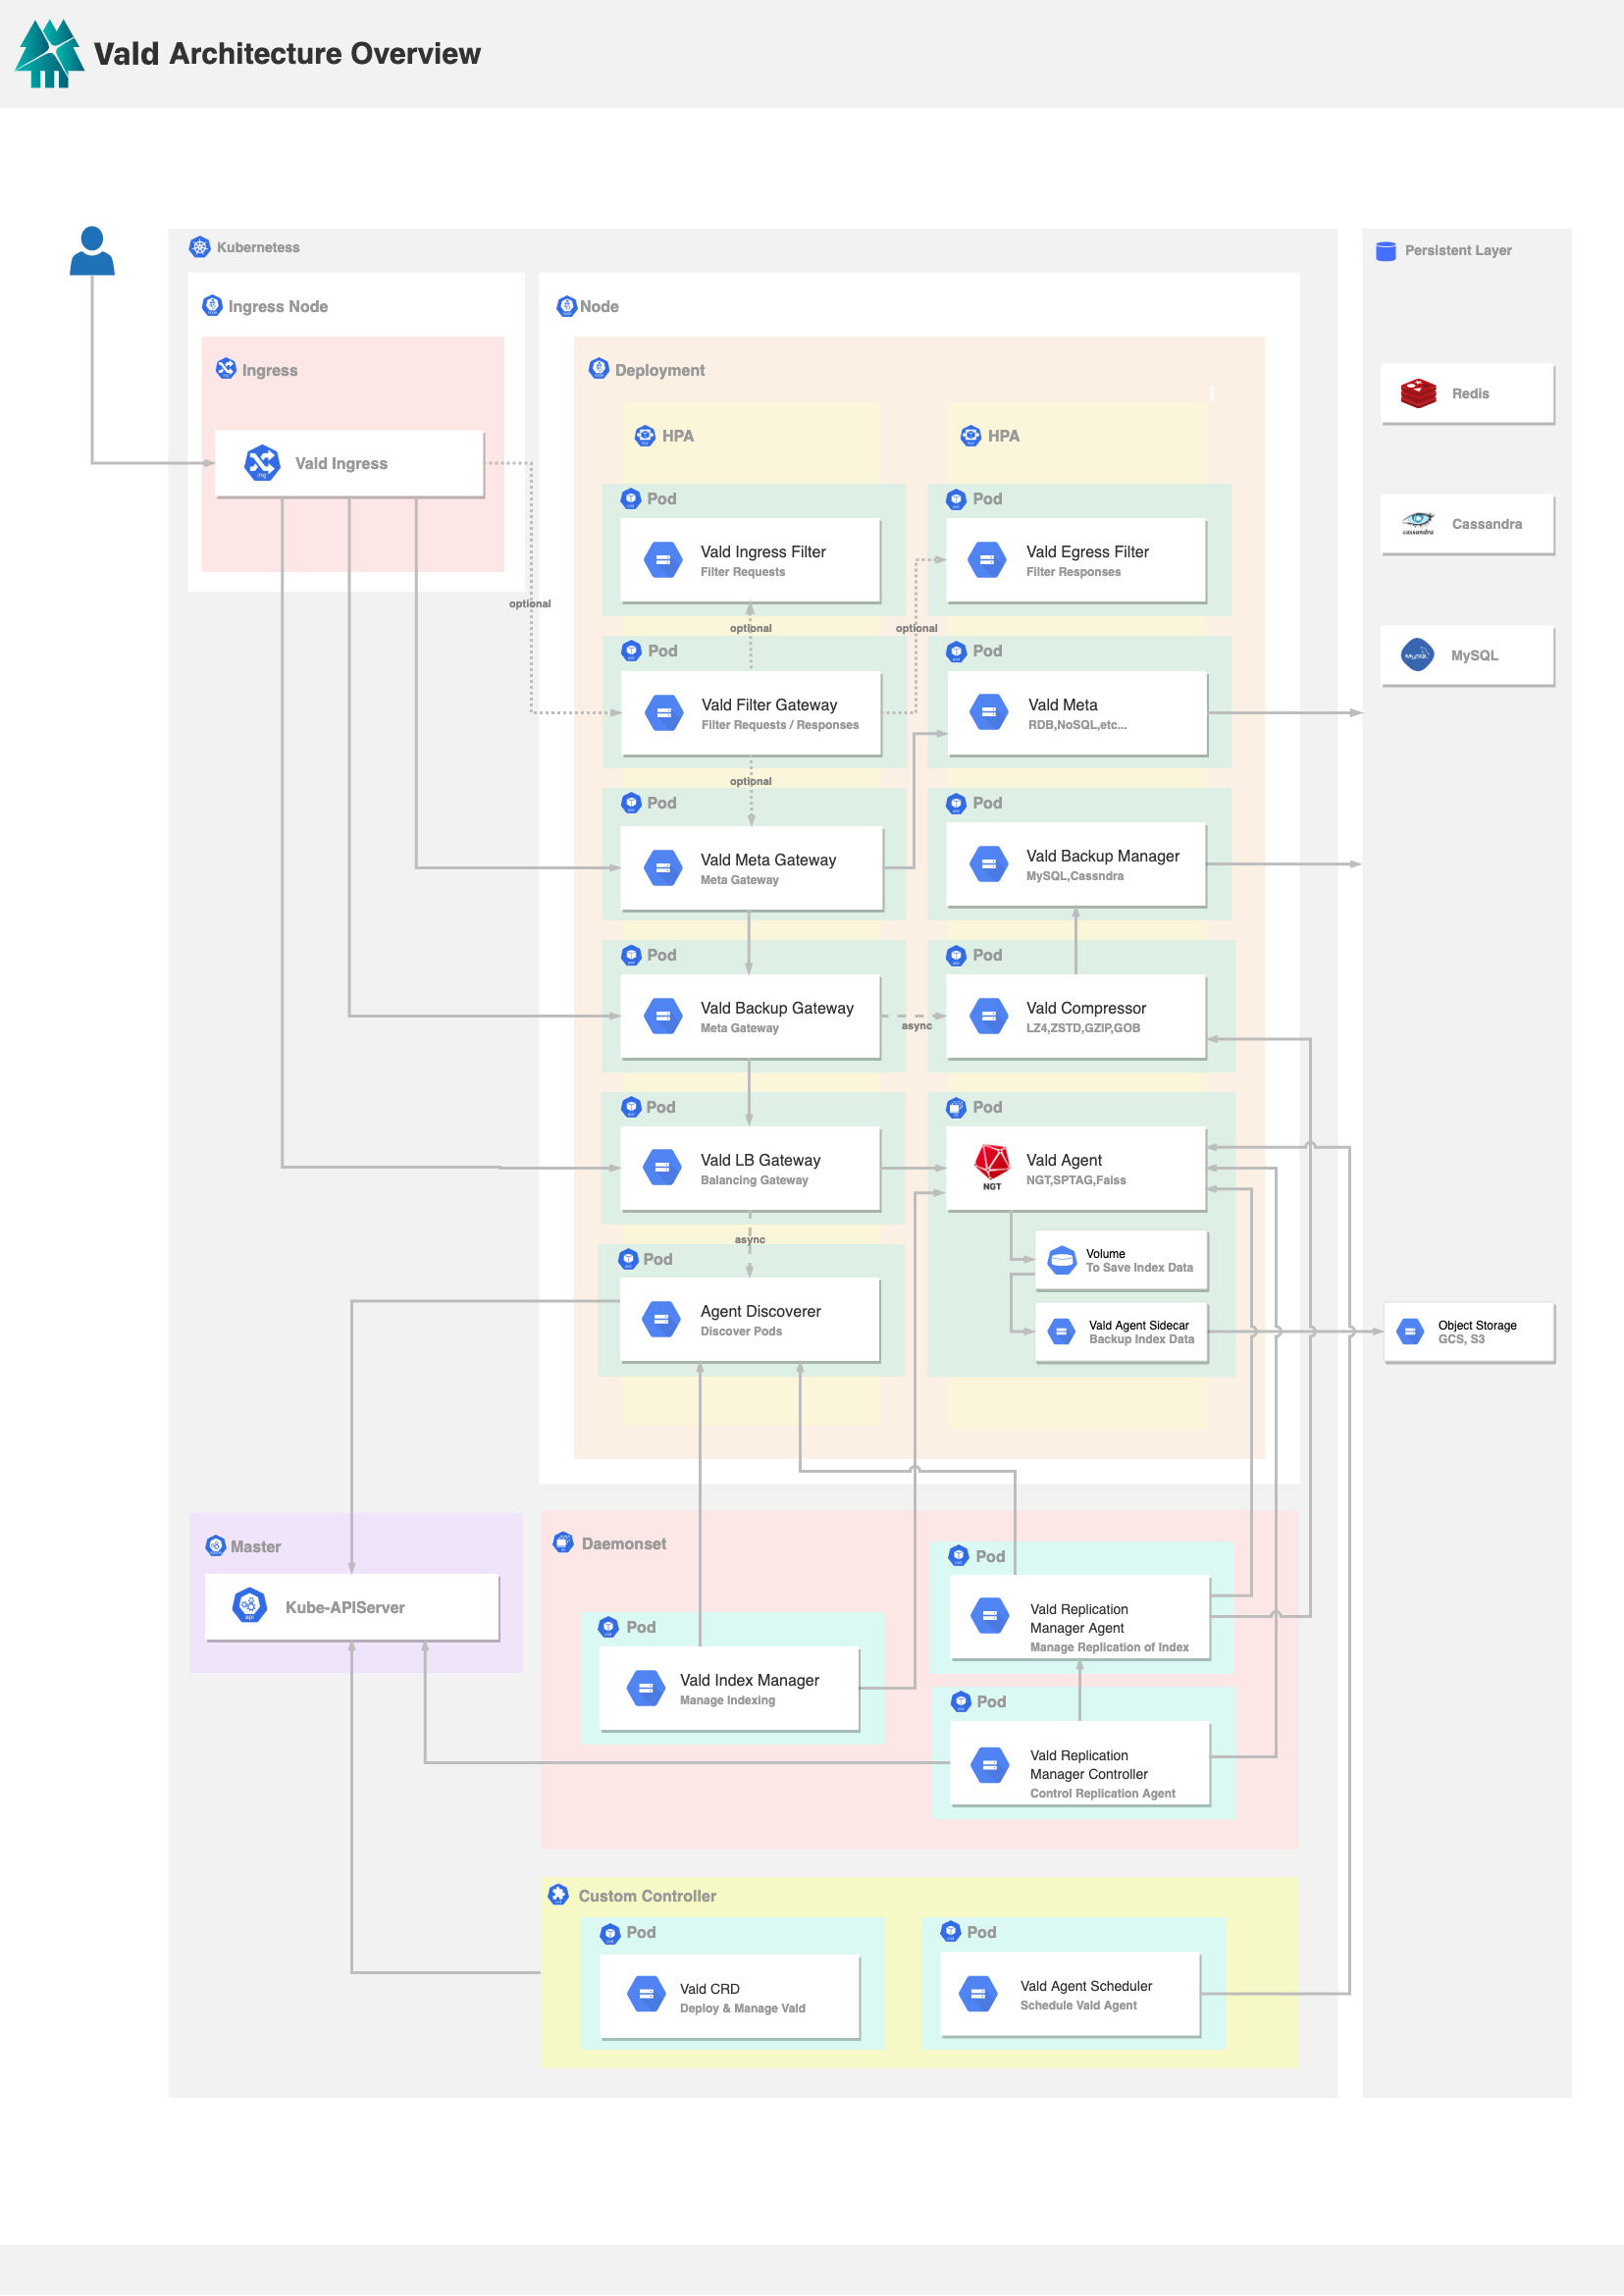 Vald Architecture Overview
Kubernetess
Persistent Layer
Ingress Node
Node
Ingress
Deployment
Redis
HPA
HPA
Vald Ingress
ing
Pod
Pod
Cassandra
cassandra
Vald Ingress Filter
Filter Requests
Vald Egress Filter
Filter Responses
optional
optional
optional
Pod
Pod
MySQL
MySQL
Vald Filter Gateway
Filter Requests / Responses
Vald Meta
RDB,NoSQL,etc...
optional
Pod
Pod
Vald Meta Gateway
Meta Gateway
Vald Backup Manager
MySQL,Cassndra
Pod
Pod
Vald Backup Gateway
Meta Gateway
async
Vald Compressor
LZ4,ZSTD,GZIP,GOB
Pod
Pod
Vald LB Gateway
Balancing Gateway
NGT
Vald Agent
NGT,SPTAG,Faiss
async
Pod
Volume
To Save Index Data
Agent Discoverer
Discover Pods
Vald Agent Sidecar
Backup Index Data
Object Storage
GCS, S3
Master
Daemonset
Pod
Kube-APIServer
api
Vald Replication
Manager Agent
Manage Replication of Index
Pod
Vald Index Manager
Manage Indexing
Pod
Vald Replication
Manager Controller
Control Replication Agent
Custom Controller
Pod
Pod
Vald CRD
Deploy & Manage Vald
Vald Agent Scheduler
Schedule Vald Agent